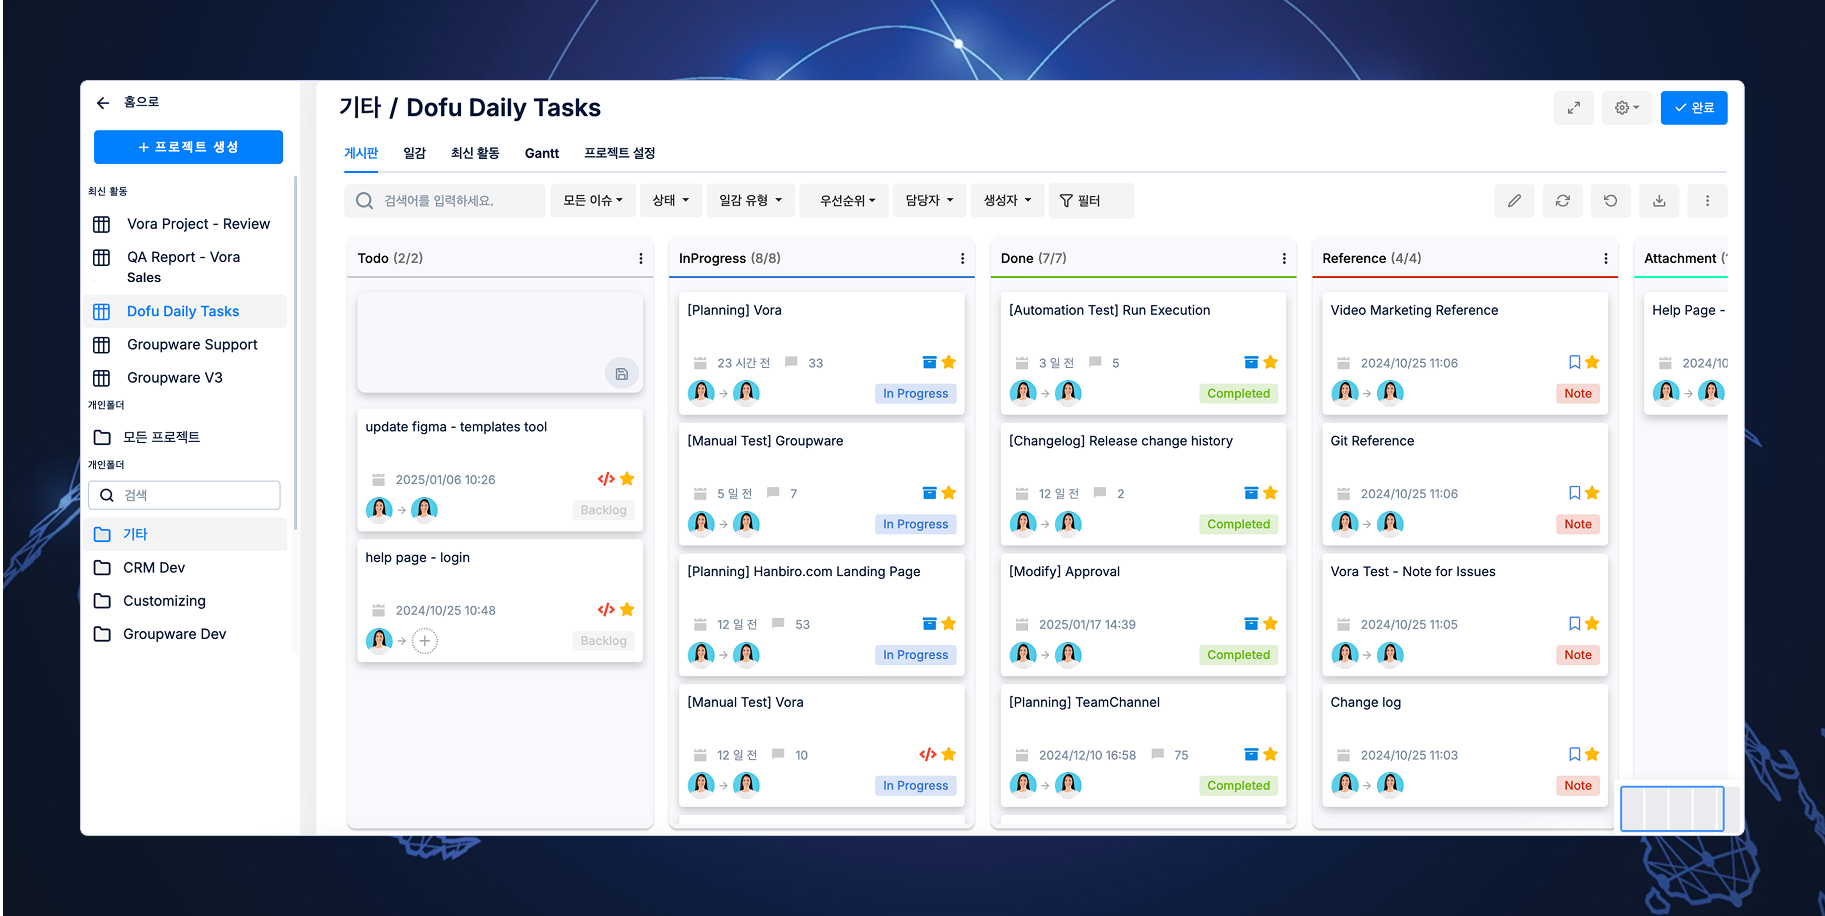 홈으로
+ 프로젝트 생성
최신 활동
Vora Project - Review
QA Report - Vora
Sales
Dofu Daily Tasks
Groupware Support
Groupware V3
개인폴더
모든 프로젝트
개인폴더
검색
기타
CRM Dev
Customizing
Groupware Dev
기타 / Dofu Daily Tasks
완료
게시판 일감 최신 활동 Gantt 프로젝트 설정
검색어를 입력하세요. 모든 이슈 상태 일감 유형 우선순위 담당자 생성자 필터
Todo (2/2)
update figma - templates tool
2025/01/06 10:26
Backlog
help page - login
2024/10/25 10:48
Backlog
InProgress (8/8)
[Planning] Vora
23 시간 전 33
In Progress
[Manual Test] Groupware
5 일 전 7
In Progress
[Planning] Hanbiro.com Landing Page
12 일 전 53
In Progress
[Manual Test] Vora
12 일 전 10
In Progress
Done (7/7)
[Automation Test] Run Execution
3 일 전 5
Completed
[Changelog] Release change history
12 일 전 2
Completed
[Modify] Approval
2025/01/17 14:39
Completed
[Planning] TeamChannel
2024/12/10 16:58 75
Completed
Reference (4/4)
Video Marketing Reference
2024/10/25 11:06
Note
Git Reference
2024/10/25 11:06
Note
Vora Test - Note for Issues
2024/10/25 11:05
Note
Change log
2024/10/25 11:03
Note
Attachment (
Help Page -
2024/10